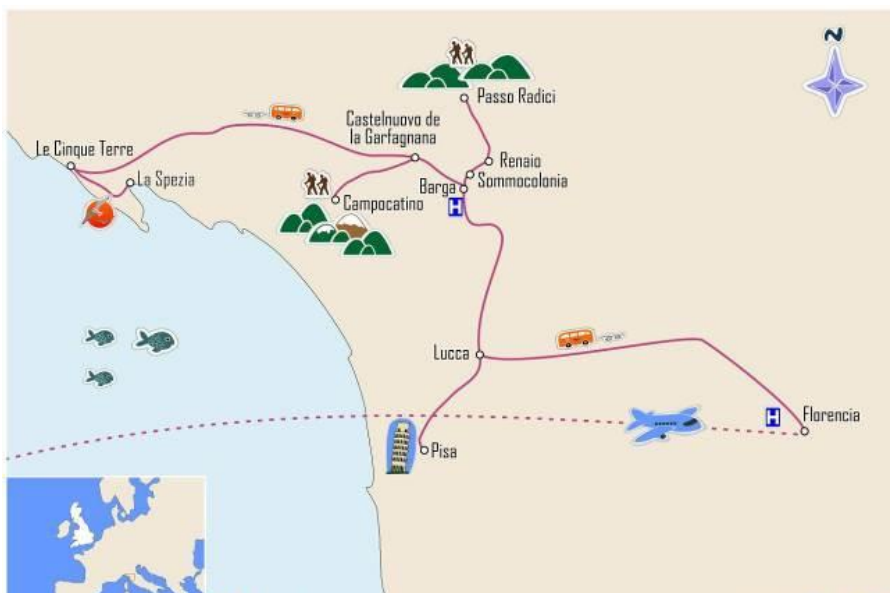 N
Passo Radici
Castelnuovo de
la Garfagnana
Le Cinque Terre
Renaio
La Spezia
Sommocolonia
Barga
Campocatino
H
Lucca
H
Florencia
Pisa